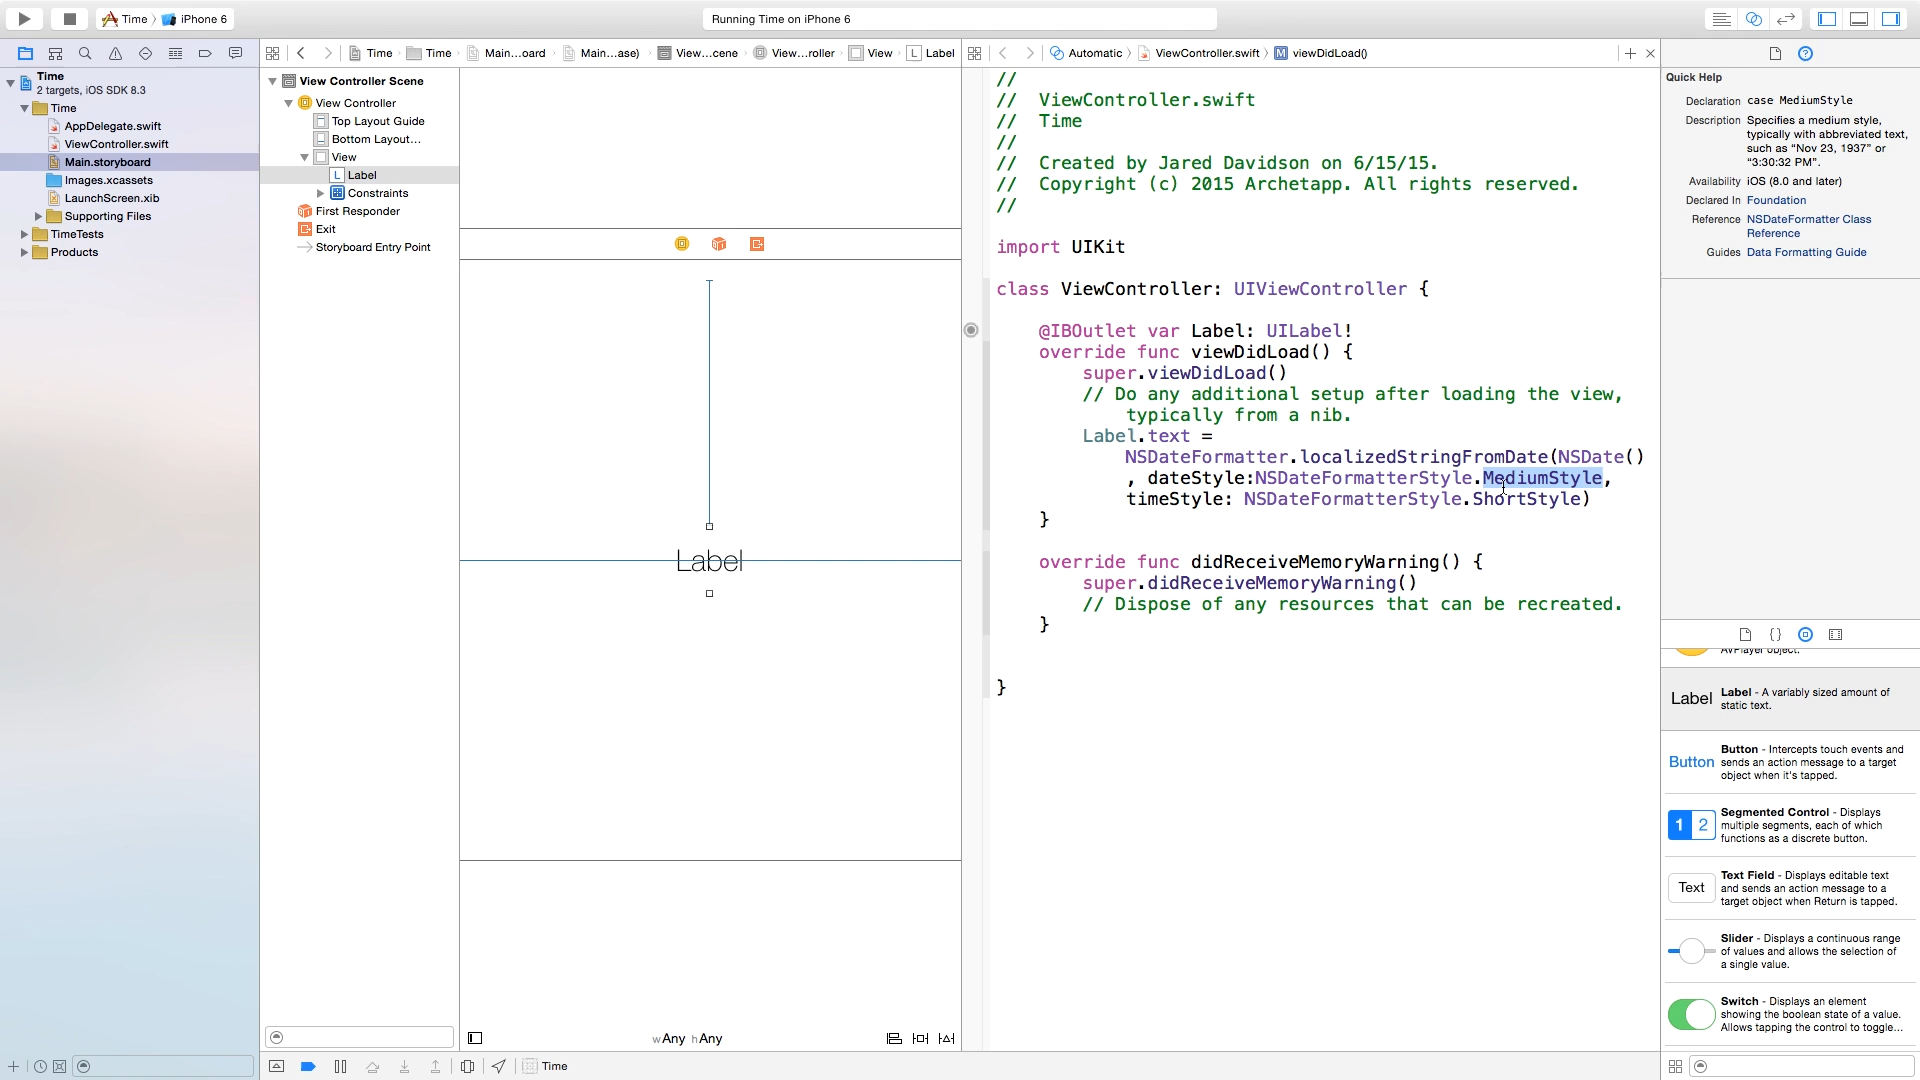 Time
iPhone 6
Running Time on iPhone 6
Time
2 targets, iOS SDK 8.3
Time
AppDelegate.swift
ViewController.swift
Main.storyboard
Images.xcassets
LaunchScreen.xib
Supporting Files
TimeTests
Products
Time
Time
Main...oard
Main...ase)
View...cene
View...roller
View
L Label
View Controller Scene
View Controller
Top Layout Guide
Bottom Layout...
View
L Label
Constraints
First Responder
Exit
Storyboard Entry Point
Label
wAny hAny
Automatic
ViewController.swift
M viewDidLoad()
//
// ViewController.swift
// Time
//
// Created by Jared Davidson on 6/15/15.
// Copyright (c) 2015 Archetapp. All rights reserved.
//
import UIKit
class ViewController: UIViewController {
@IBOutlet var Label: UILabel!
override func viewDidLoad() {
super.viewDidLoad()
// Do any additional setup after loading the view,
typically from a nib.
Label.text =
NSDateFormatter.localizedStringFromDate(NSDate()
, dateStyle:NSDateFormatterStyle.MediumStyle,
timeStyle: NSDateFormatterStyle.ShortStyle)
}
override func didReceiveMemoryWarning() {
super.didReceiveMemoryWarning()
// Dispose of any resources that can be recreated.
}
}
Time
Quick Help
Declaration case MediumStyle
Description Specifies a medium style,
typically with abbreviated text,
such as “Nov 23, 1937” or
“3:30:32 PM”.
Availability iOS (8.0 and later)
Declared In Foundation
Reference NSDateFormatter Class
Reference
Guides Data Formatting Guide
{}
AVPlayer object.
Label
Label - A variably sized amount of
static text.
Button
Button - Intercepts touch events and
sends an action message to a target
object when it's tapped.
1 2
Segmented Control - Displays
multiple segments, each of which
functions as a discrete button.
Text
Text Field - Displays editable text
and sends an action message to a
target object when Return is tapped.
Slider - Displays a continuous range
of values and allows the selection of
a single value.
Switch - Displays an element
showing the boolean state of a value.
Allows tapping the control to toggle...